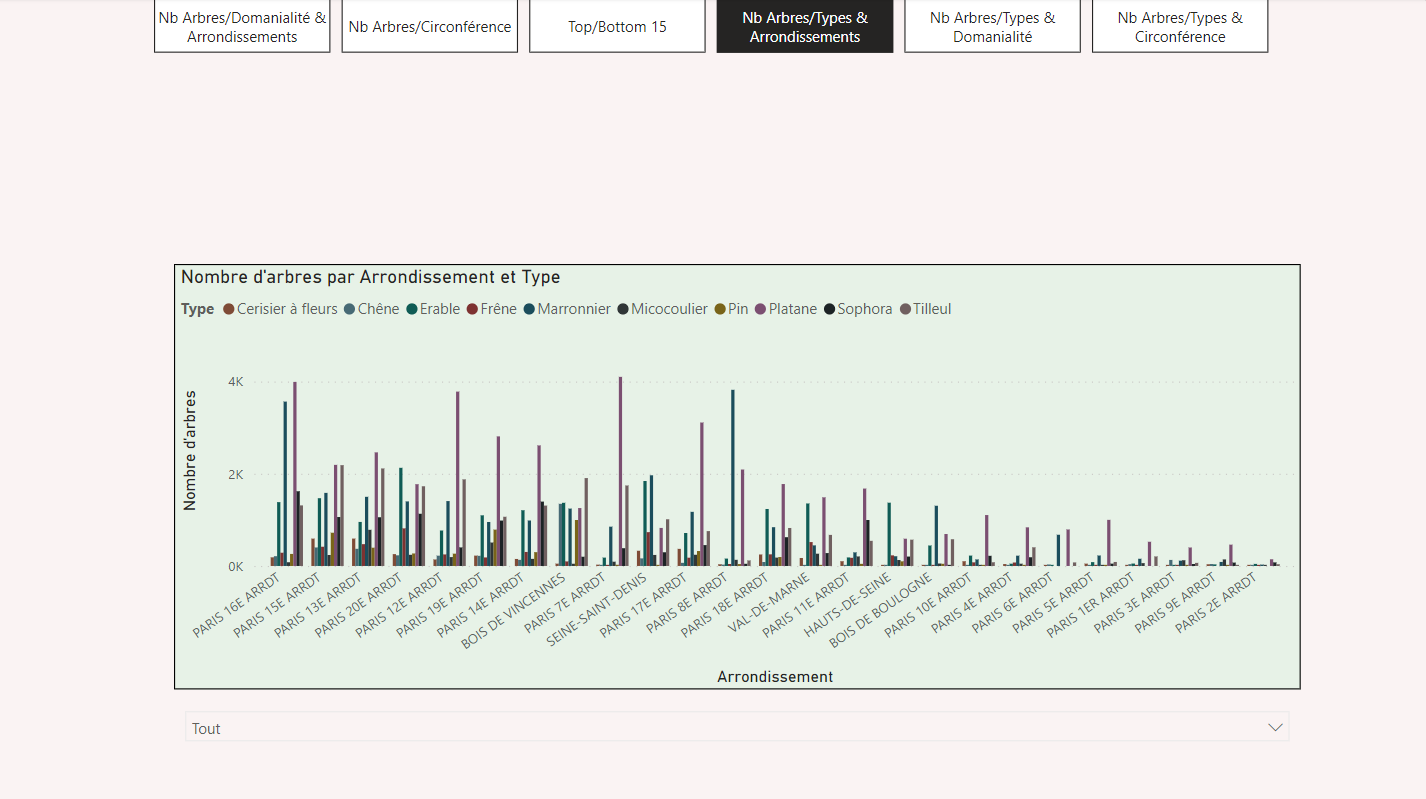 Nb Arbres/Domanialité &
Arrondissements
Nb Arbres/Circonférence
Top/Bottom 15
Nb Arbres/Types &
Arrondissements
Nb Arbres/Types &
Domanialité
Nb Arbres/Types &
Circonférence
Nombre d'arbres par Arrondissement et Type
Type Cerisier à fleurs Chêne Erable Frêne Marronnier Micocoulier Pin Platane Sophora Tilleul
Nombre d'arbres
4K
2K
0K
PARIS 16E ARRDT
PARIS 15E ARRDT
PARIS 13E ARRDT
PARIS 20E ARRDT
PARIS 12E ARRDT
PARIS 19E ARRDT
PARIS 14E ARRDT
BOIS DE VINCENNES
PARIS 7E ARRDT
SEINE-SAINT-DENIS
PARIS 17E ARRDT
PARIS 8E ARRDT
PARIS 18E ARRDT
VAL-DE-MARNE
PARIS 11E ARRDT
HAUTS-DE-SEINE
BOIS DE BOULOGNE
PARIS 10E ARRDT
PARIS 4E ARRDT
PARIS 6E ARRDT
PARIS 5E ARRDT
PARIS 1ER ARRDT
PARIS 3E ARRDT
PARIS 9E ARRDT
PARIS 2E ARRDT
Arrondissement
Tout